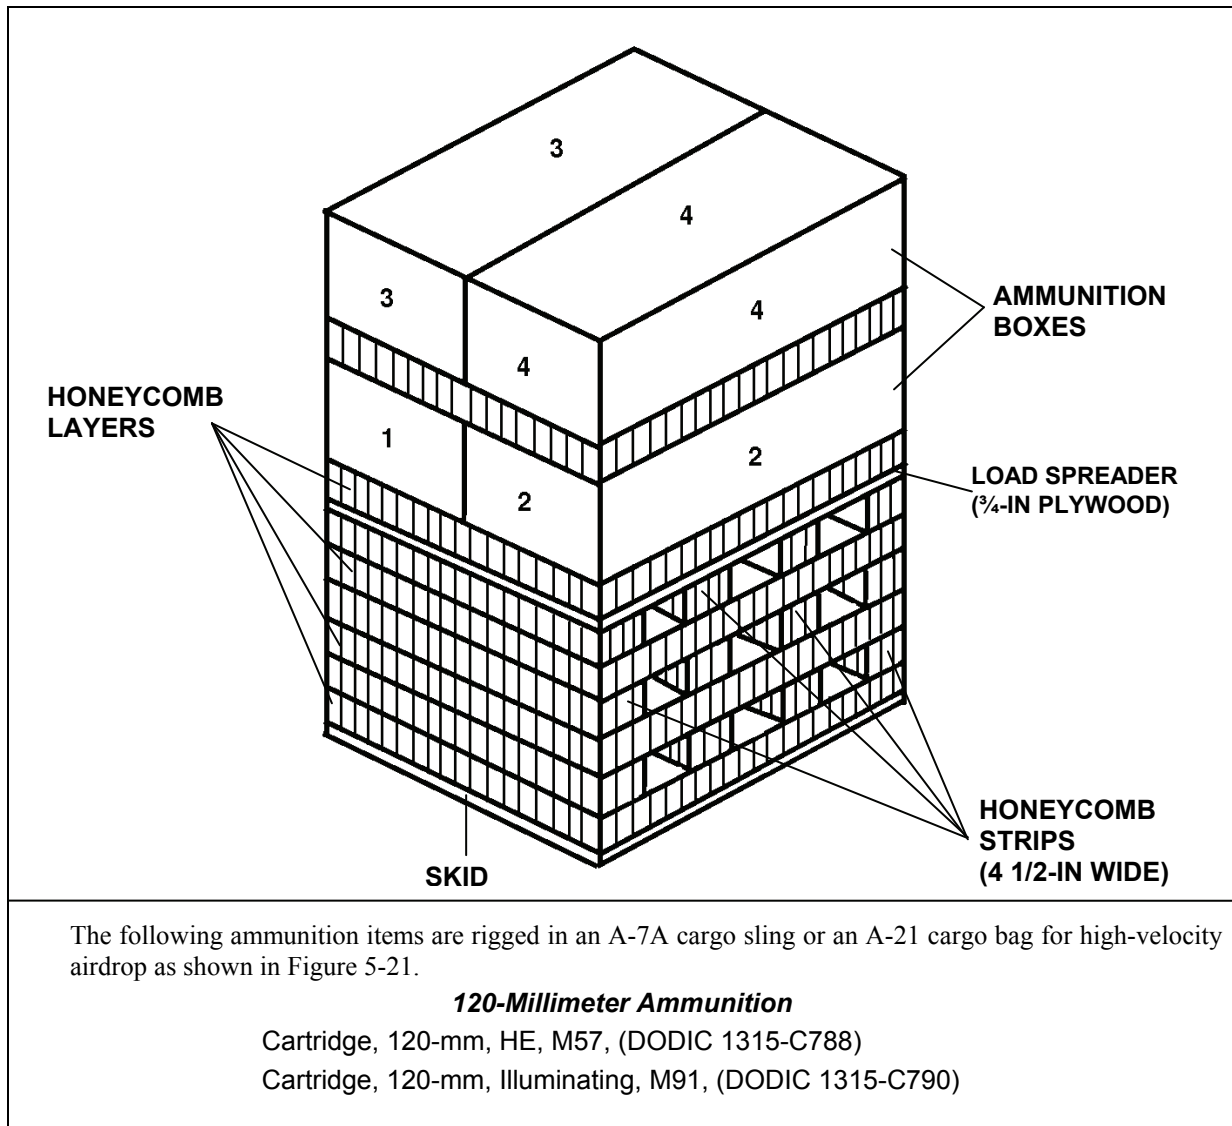 3
4
3
4
4
AMMUNITION
BOXES
HONEYCOMB
LAYERS
1
2
2
LOAD SPREADER
(¾-IN PLYWOOD)
HONEYCOMB
STRIPS
(4 1/2-IN WIDE)
SKID
The following ammunition items are rigged in an A-7A cargo sling or an A-21 cargo bag for high-velocity
airdrop as shown in Figure 5-21.
120-Millimeter Ammunition
Cartridge, 120-mm, HE, M57, (DODIC 1315-C788)
Cartridge, 120-mm, Illuminating, M91, (DODIC 1315-C790)